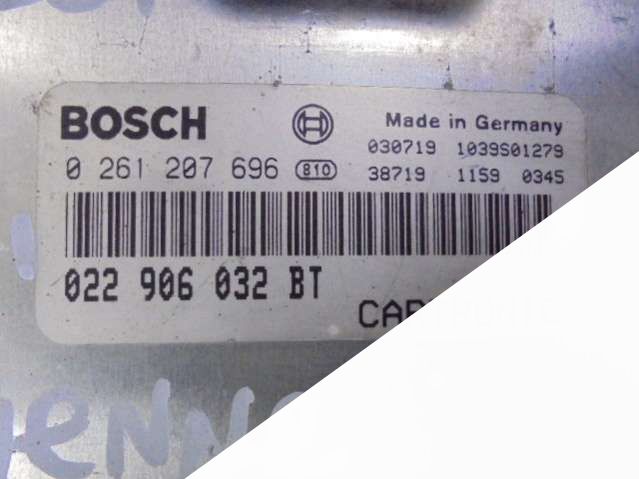 BOSCH
Made in Germany
030719 1039S01279
0 261 207 696 810
38719 1159 0345
022 906 032 BT